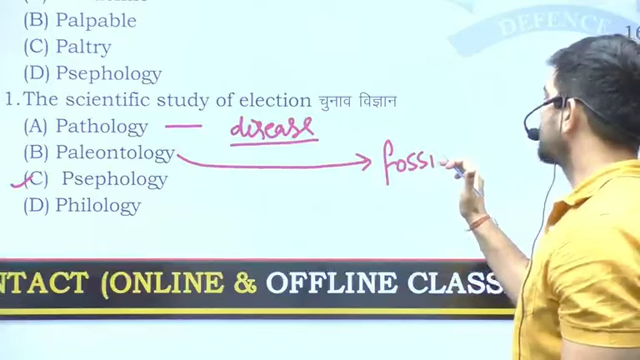 DEFENCE
16
(B) Palpable
(C) Paltry
(D) Psephology
1. The scientific study of election चुनाव विज्ञान
(A) Pathology — disease
(B) Paleontology → fossi
(C) Psephology
(D) Philology
NTACT (ONLINE & OFFLINE CLASS